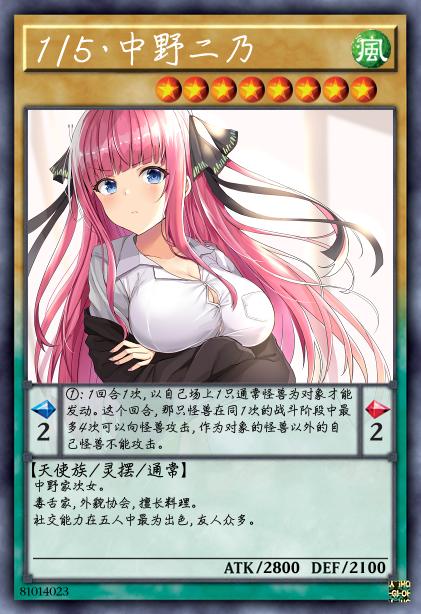 1/5·中野二乃
風
①: 1回合1次, 以自己场上1只通常怪兽为对象才能
发动。这个回合, 那只怪兽在同1次的战斗阶段中最
多4次可以向怪兽攻击, 作为对象的怪兽以外的自
己怪兽不能攻击。
2
2
【天使族/灵摆/通常】
中野家次女。
毒舌家, 外貌协会, 擅长料理。
社交能力在五人中最为出色, 友人众多。
ATK/2800 DEF/2100
81014023